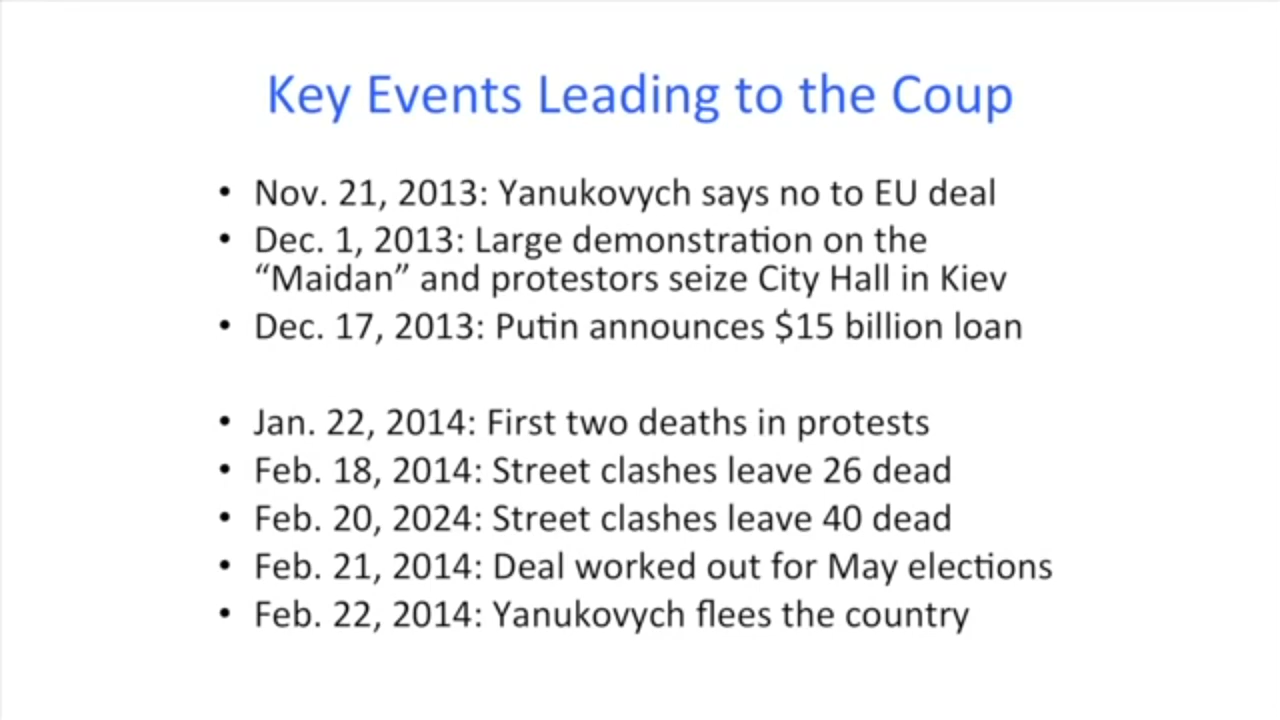 Key Events Leading to the Coup
• Nov. 21, 2013: Yanukovych says no to EU deal
• Dec. 1, 2013: Large demonstration on the
“Maidan” and protestors seize City Hall in Kiev
• Dec. 17, 2013: Putin announces $15 billion loan
• Jan. 22, 2014: First two deaths in protests
• Feb. 18, 2014: Street clashes leave 26 dead
• Feb. 20, 2024: Street clashes leave 40 dead
• Feb. 21, 2014: Deal worked out for May elections
• Feb. 22, 2014: Yanukovych flees the country